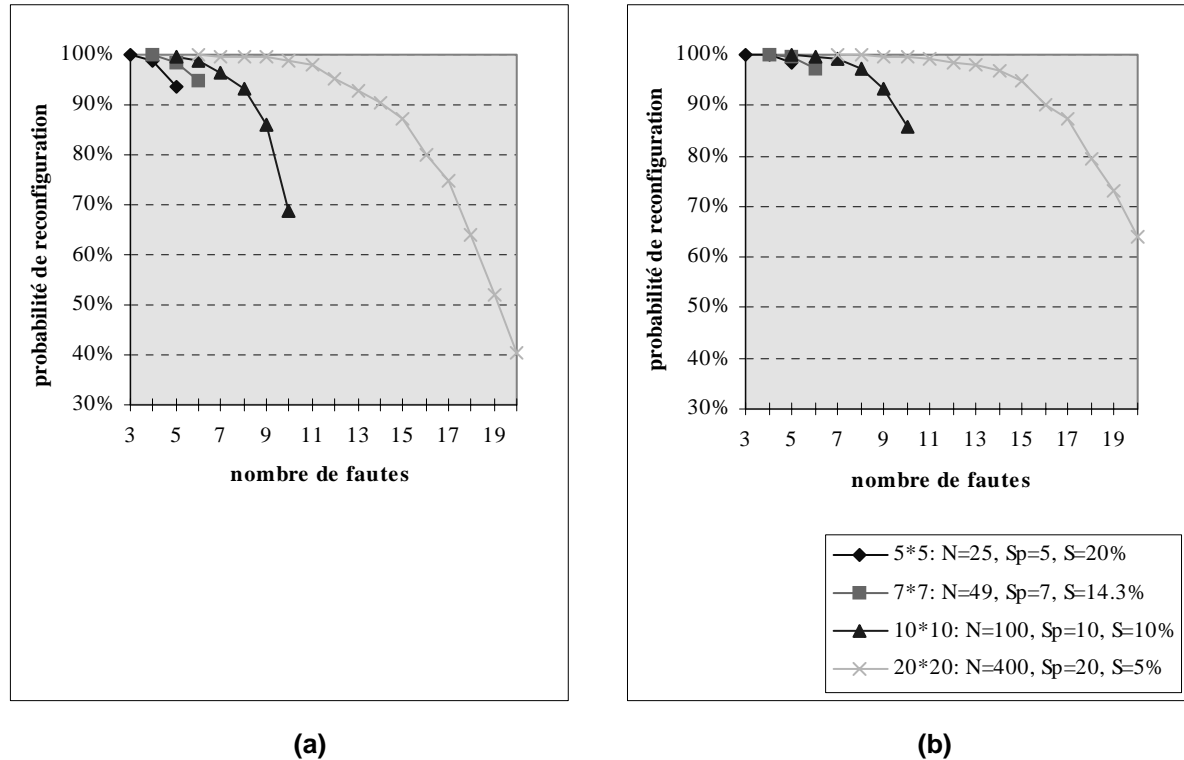 100%
90%
80%
70%
60%
50%
40%
30%
probabilité de reconfiguration
3 5 7 9 11 13 15 17 19
nombre de fautes
(a)
100%
90%
80%
70%
60%
50%
40%
30%
probabilité de reconfiguration
3 5 7 9 11 13 15 17 19
nombre de fautes
5*5: N=25, Sp=5, S=20%
7*7: N=49, Sp=7, S=14.3%
10*10: N=100, Sp=10, S=10%
20*20: N=400, Sp=20, S=5%
(b)